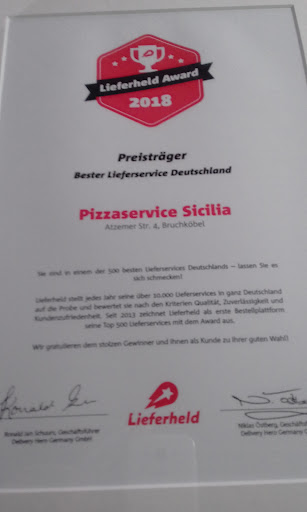 Lieferheld Award
2018
Preisträger
Bester Lieferservice Deutschland
Pizzaservice Sicilia
Atzemer Str. 4, Bruchköbel
Sie sind in einem der 500 besten Lieferservices Deutschlands – lassen Sie es
sich schmecken!
Lieferheld stellt jedes Jahr seine über 10.000 Lieferservices in ganz Deutschland
auf die Probe und bewertet sie nach den Kriterien Qualität, Zuverlässigkeit und
Kundenzufriedenheit. Seit 2013 zeichnet Lieferheld als erste Bestellplattform
seine Top 500 Lieferservices mit dem Award aus.
Wir gratulieren dem stolzen Gewinner und Ihnen als Kunde zu Ihrer guten Wahl!
Lieferheld
Geschäftsführer
Delivery Hero Germany GmbH
Niklas Östberg, Geschäftsf
Delivery Hero Germany